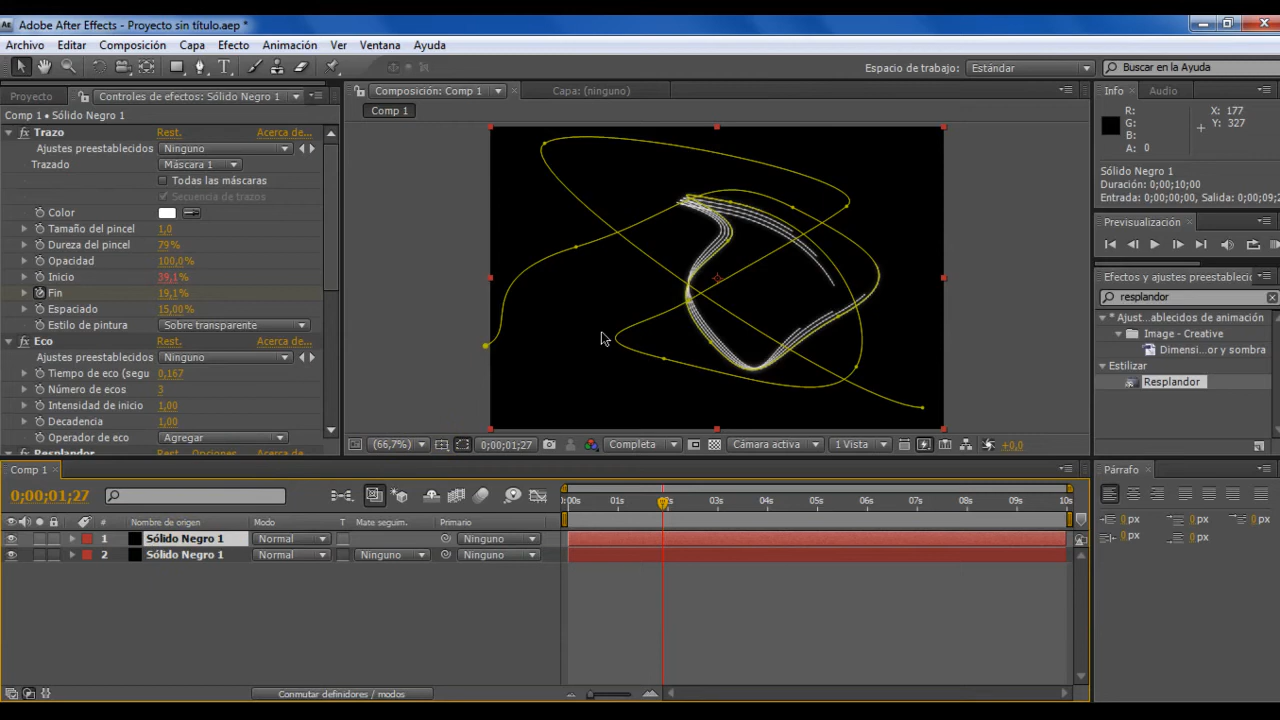 Adobe After Effects - Proyecto sin título.aep *
Archivo Editar Composición Capa Efecto Animación Ver Ventana Ayuda
Espacio de trabajo: Estándar Buscar en la Ayuda
Proyecto Controles de efectos: Sólido Negro 1
Comp 1 • Sólido Negro 1
Trazo Rest. Acerca de...
Ajustes preestablecidos Ninguno
Trazado Máscara 1
Todas las máscaras
Secuencia de trazos
Color
Tamaño del pincel 1,0
Dureza del pincel 79%
Opacidad 100,0%
Inicio 39,1%
Fin 19,1%
Espaciado 15,00%
Estilo de pintura Sobre transparente
Eco Rest. Acerca de...
Ajustes preestablecidos Ninguno
Tiempo de eco (segu 0,167
Número de ecos 3
Intensidad de inicio 1,00
Decadencia 1,00
Operador de eco Agregar
Resplandor Rest. Opciones... Acerca de...
Composición: Comp 1 Capa: (ninguno)
Comp 1
(66,7%) 0;00;01;27 Completa Cámara activa 1 Vista +0,0
Info Audio
R:
G:
B:
A: 0
X: 177
Y: 327
Sólido Negro 1
Duración: 0;00;10;00
Entrada: 0;00;00;00, Salida: 0;00;09;2
Previsualización
Efectos y ajustes preestableci
resplandor
* Ajust...ablecidos de animación
Image - Creative
Dimensi...or y sombra
Estilizar
Resplandor
Comp 1
0;00;01;27
:00s 01s 2s 03s 04s 05s 06s 07s 08s 09s 10s
# Nombre de origen Modo T Mate seguim. Primario
1 Sólido Negro 1 Normal Ninguno
2 Sólido Negro 1 Normal Ninguno Ninguno
Conmutar definidores / modos
Párrafo
0 px 0 px 0 px
0 px 0 px